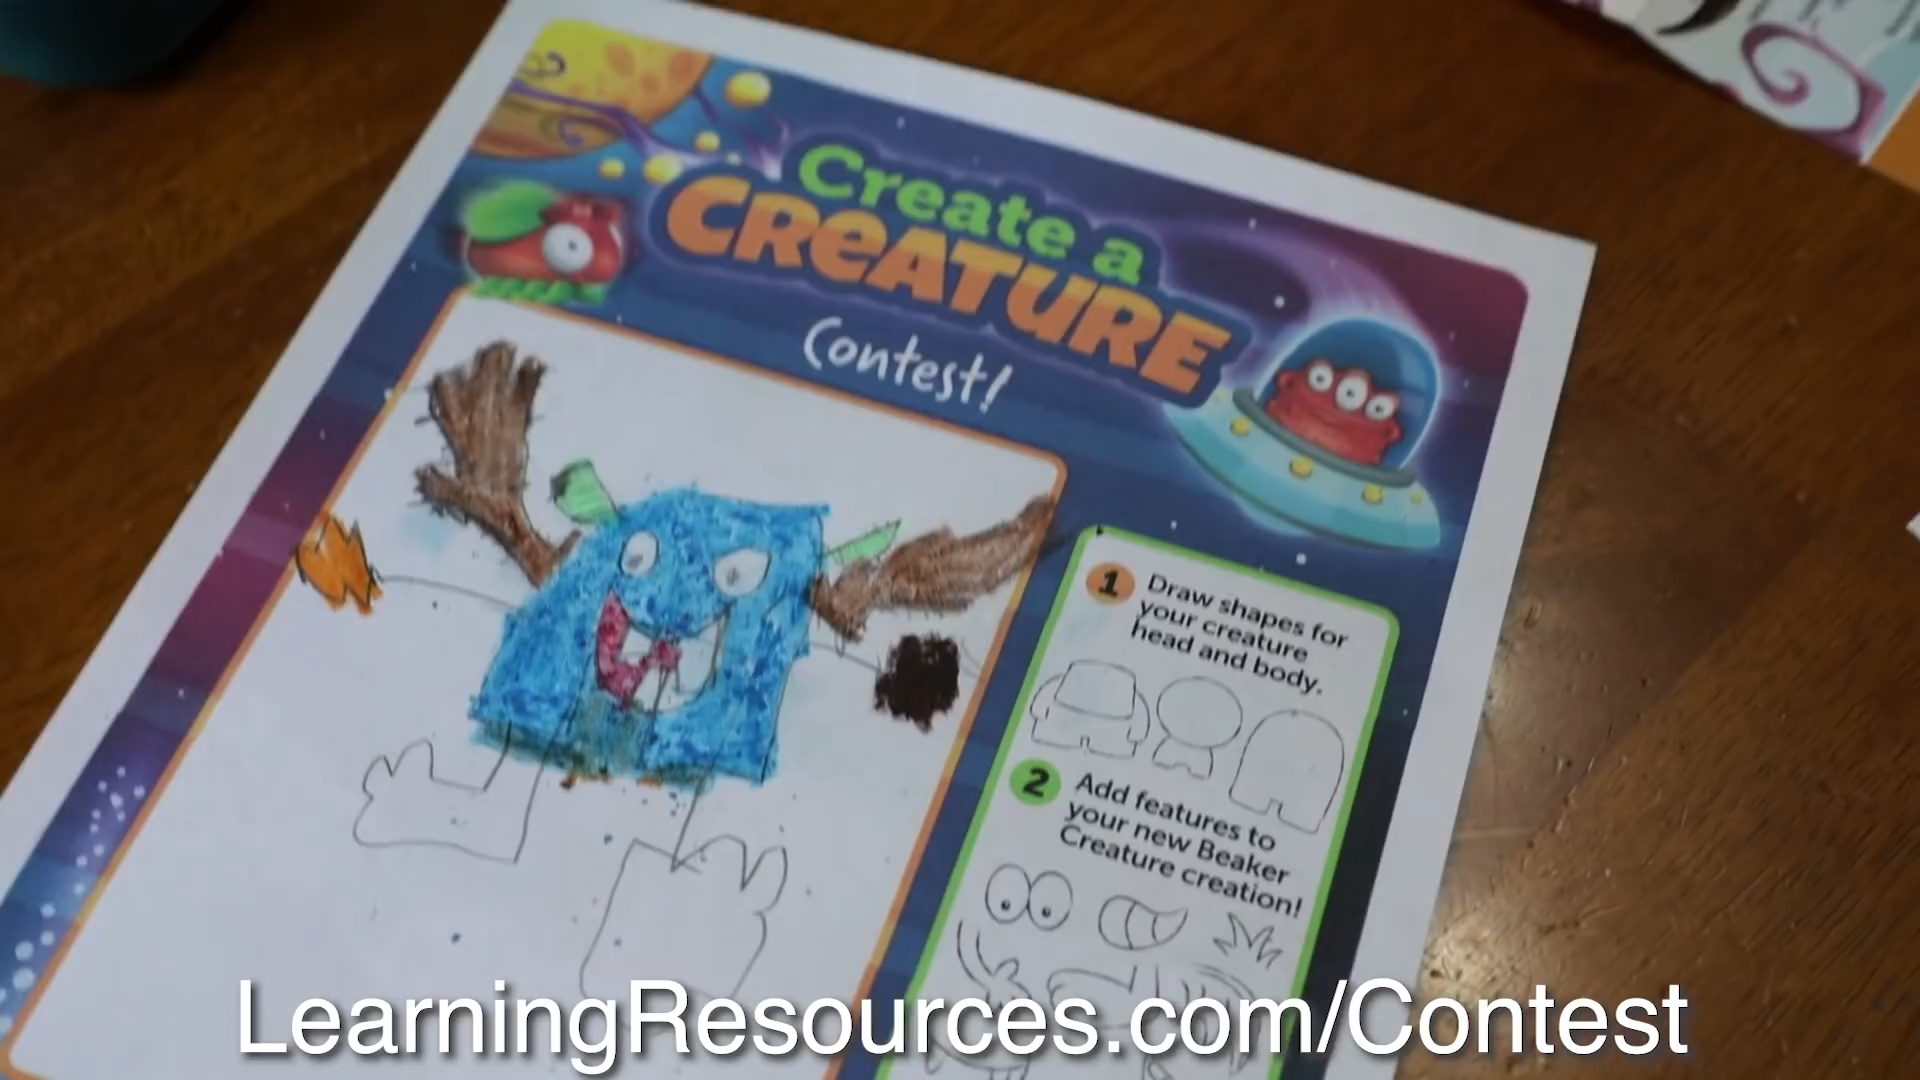 Create a
CREATURE
Contest!
1
Draw shapes for
your creature
head and body.
2
Add features to
your new Beaker
Creature creation!
LearningResources.com/Contest